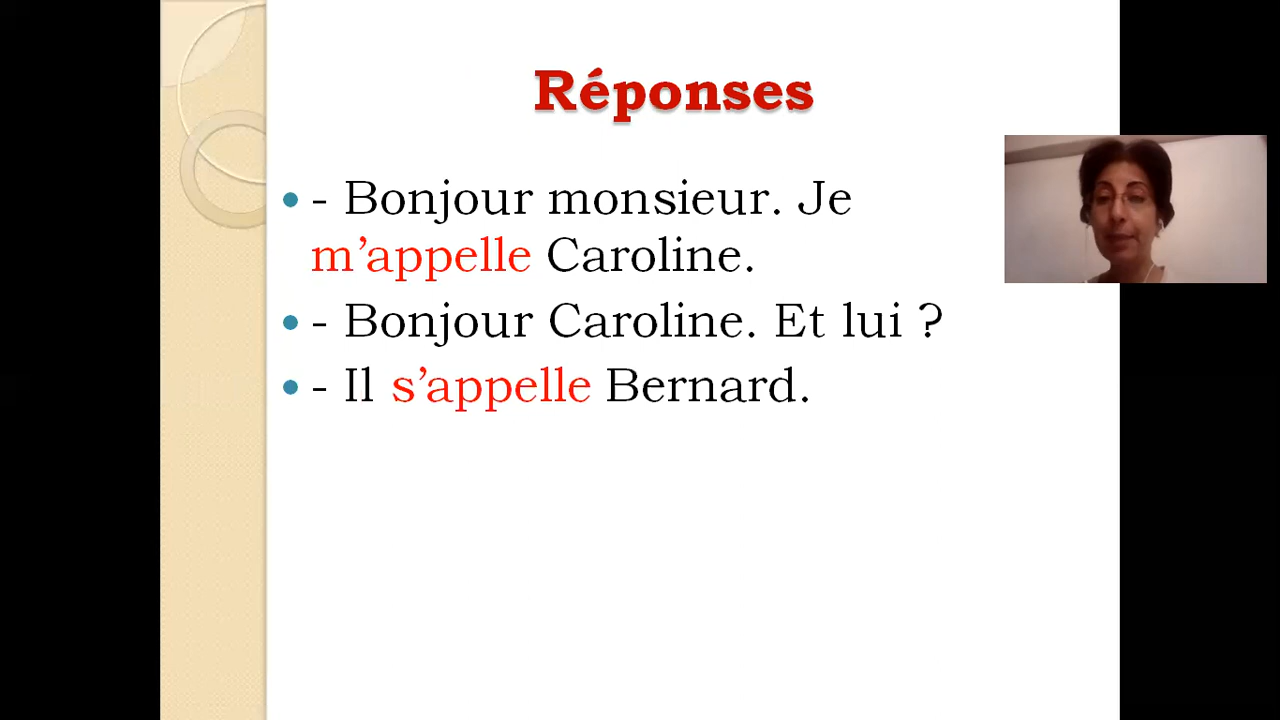 Réponses
- Bonjour monsieur. Je
m’appelle Caroline.
- Bonjour Caroline. Et lui ?
- Il s’appelle Bernard.